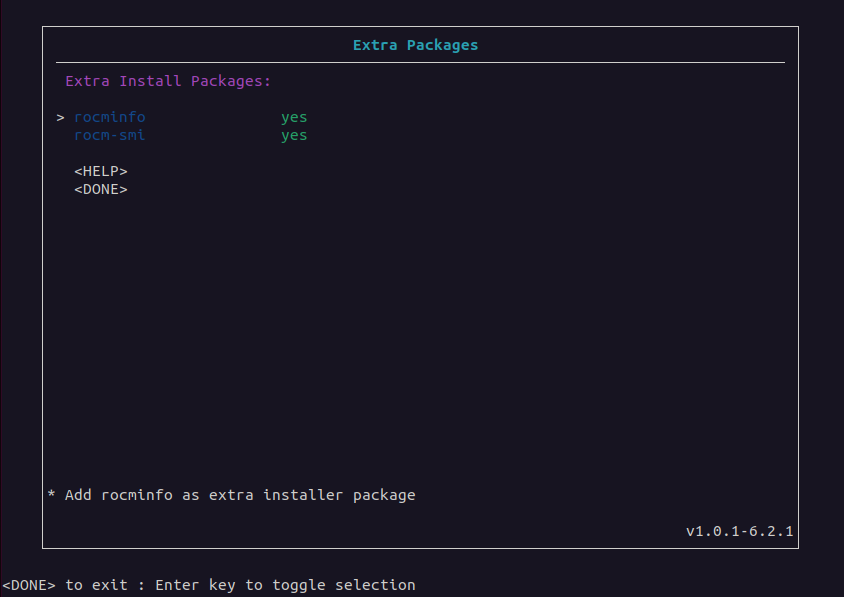 Extra Packages
Extra Install Packages:
> rocminfo yes
rocm-smi yes
<HELP>
<DONE>
* Add rocminfo as extra installer package
v1.0.1-6.2.1
<DONE> to exit : Enter key to toggle selection